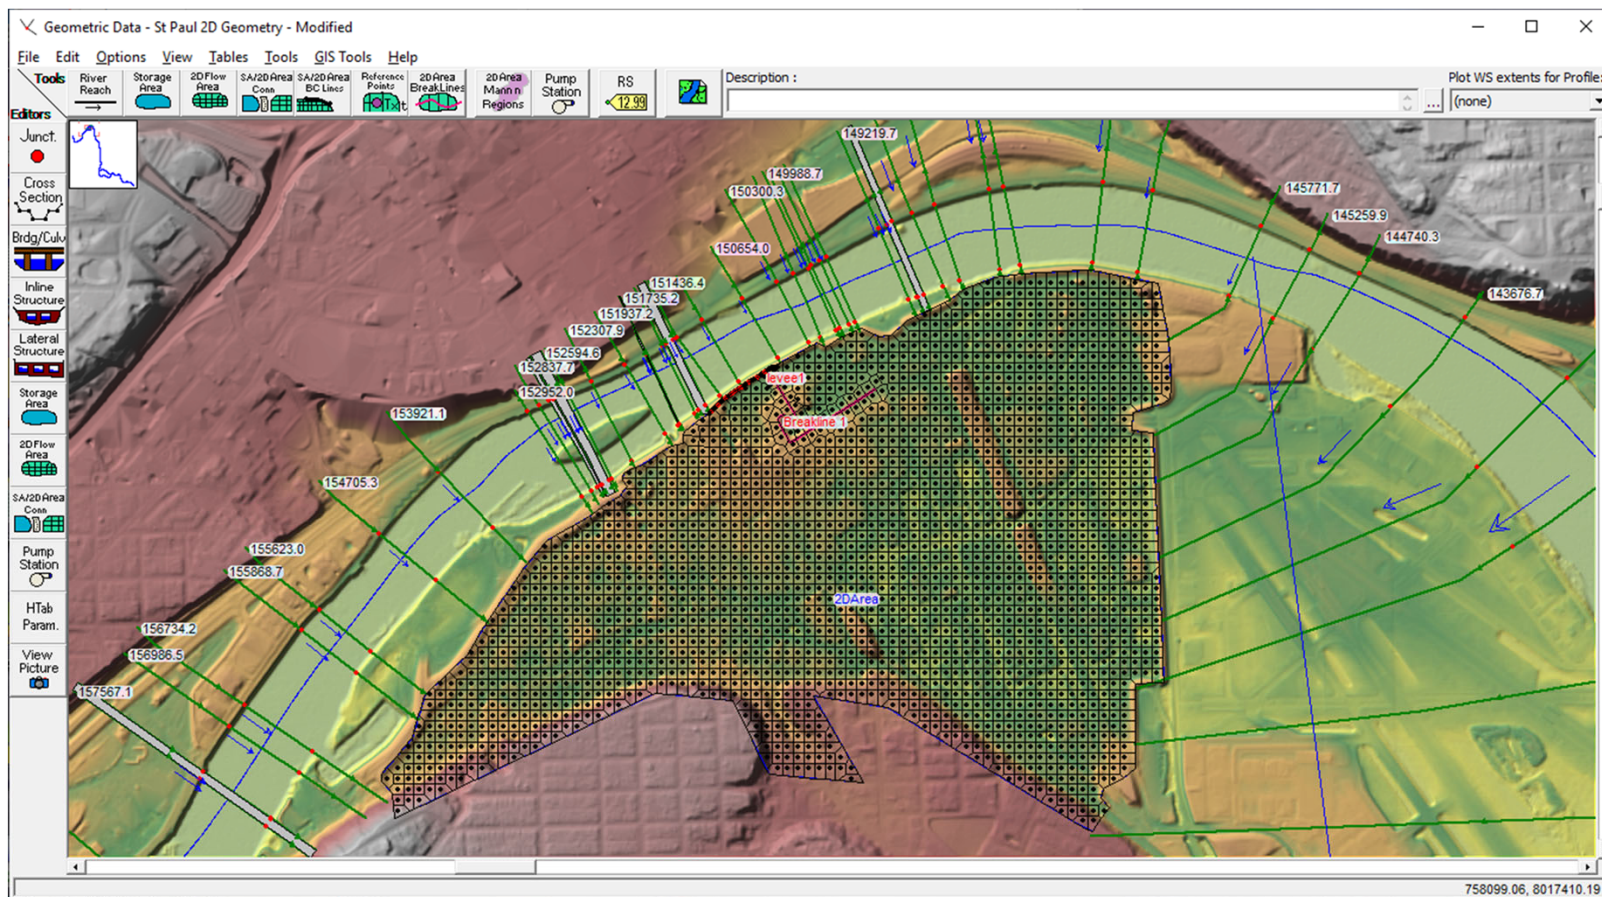 Geometric Data - St Paul 2D Geometry - Modified
File Edit Options View Tables Tools GIS Tools Help
Tools
Editors
River
Reach
Storage
Area
2D Flow
Area
SA/2D Area
Conn
SA/2D Area
BC Lines
Reference
Points
2D Area
BreakLines
2D Area
Mann n
Regions
Pump
Station
RS
12.99
Description :
...
Plot WS extents for Profile:
(none)
Junct.
Cross
Section
Brdg/Culv
Inline
Structure
Lateral
Structure
Storage
Area
2D Flow
Area
SA/2D Area
Conn
Pump
Station
HTab
Param.
View
Picture
149219.7
149988.7
150300.3
145771.7
145259.9
144740.3
150654.0
151436.4
151735.2
143676.7
151937.2
152307.9
152594.6
152837.7
152952.0
levee1
153921.1
Breakline 1
154705.3
155623.0
155868.7
2DArea
156734.2
156986.5
157567.1
758099.06, 8017410.19